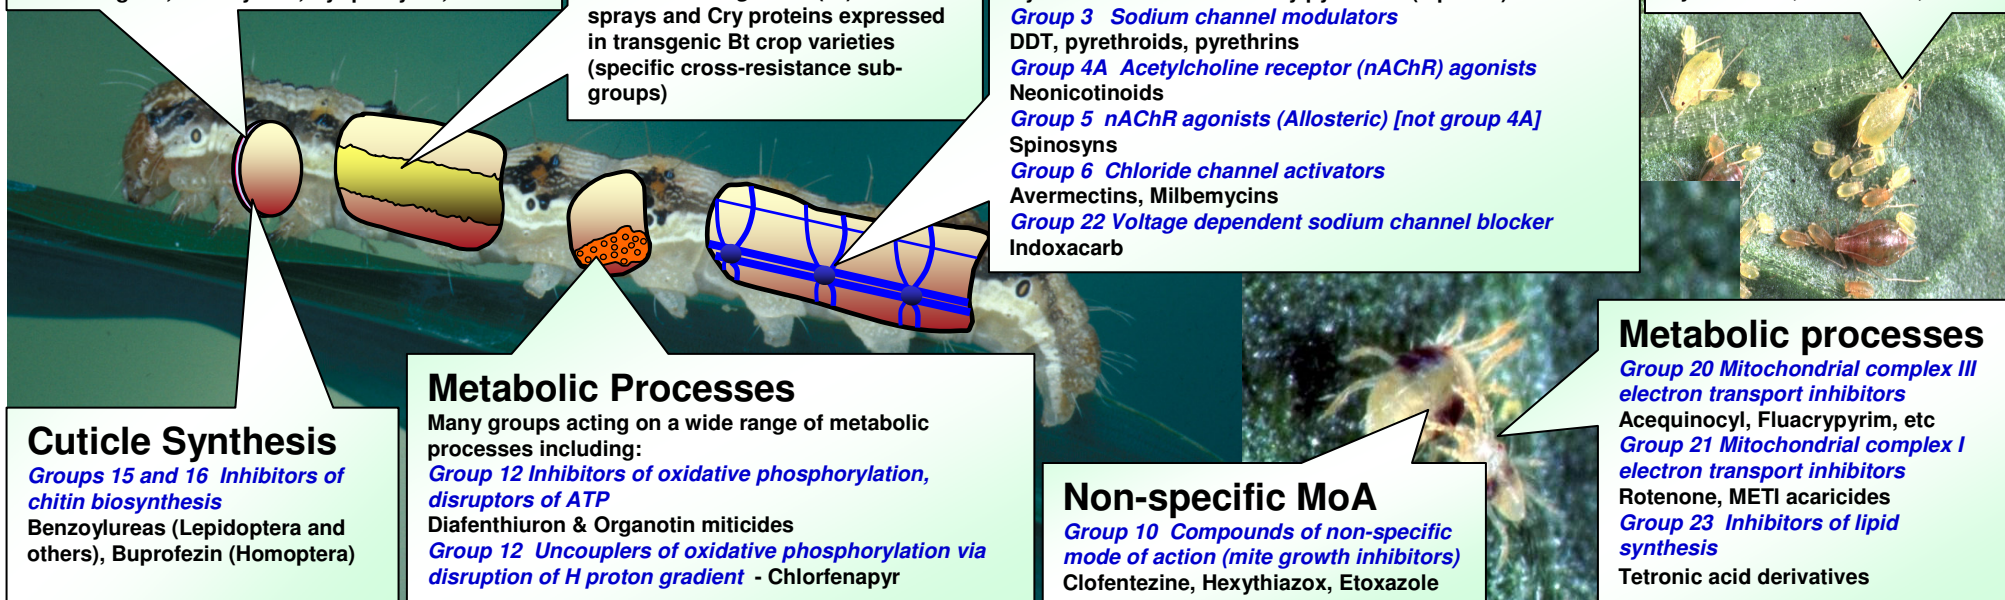 sprays and Cry proteins expressed
in transgenic Bt crop varieties
(specific cross-resistance sub-
groups)
Group 3 Sodium channel modulators
DDT, pyrethroids, pyrethrins
Group 4A Acetylcholine receptor (nAChR) agonists
Neonicotinoids
Group 5 nAChR agonists (Allosteric) [not group 4A]
Spinosyns
Group 6 Chloride channel activators
Avermectins, Milbemycins
Group 22 Voltage dependent sodium channel blocker
Indoxacarb
Cuticle Synthesis
Groups 15 and 16 Inhibitors of
chitin biosynthesis
Benzoylureas (Lepidoptera and
others), Buprofezin (Homoptera)
Metabolic Processes
Many groups acting on a wide range of metabolic
processes including:
Group 12 Inhibitors of oxidative phosphorylation,
disruptors of ATP
Diafenthiuron & Organotin miticides
Group 12 Uncouplers of oxidative phosphorylation via
disruption of H proton gradient - Chlorfenapyr
Non-specific MoA
Group 10 Compounds of non-specific
mode of action (mite growth inhibitors)
Clofentezine, Hexythiazox, Etoxazole
Metabolic processes
Group 20 Mitochondrial complex III
electron transport inhibitors
Acequinocyl, Fluacrypyrim, etc
Group 21 Mitochondrial complex I
electron transport inhibitors
Rotenone, METI acaricides
Group 23 Inhibitors of lipid
synthesis
Tetronic acid derivatives